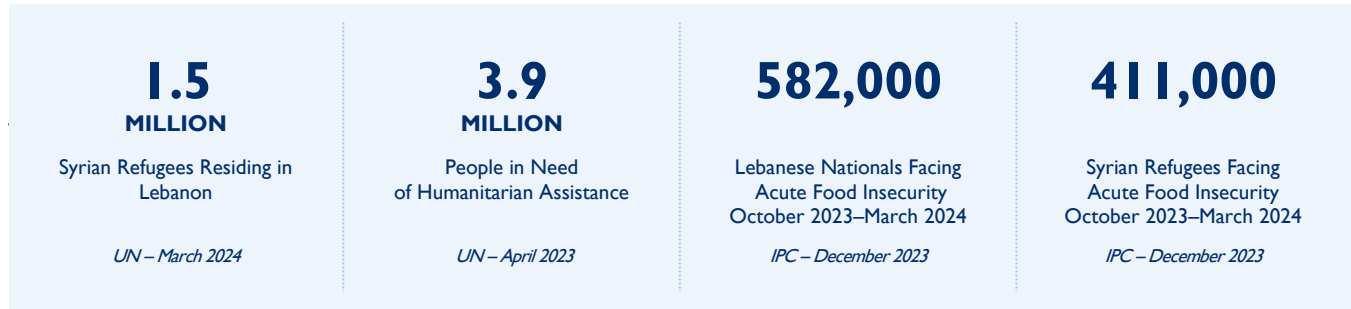 1.5
MILLION
Syrian Refugees Residing in
Lebanon
UN – March 2024
3.9
MILLION
People in Need
of Humanitarian Assistance
UN – April 2023
582,000
Lebanese Nationals Facing
Acute Food Insecurity
October 2023–March 2024
IPC – December 2023
411,000
Syrian Refugees Facing
Acute Food Insecurity
October 2023–March 2024
IPC – December 2023